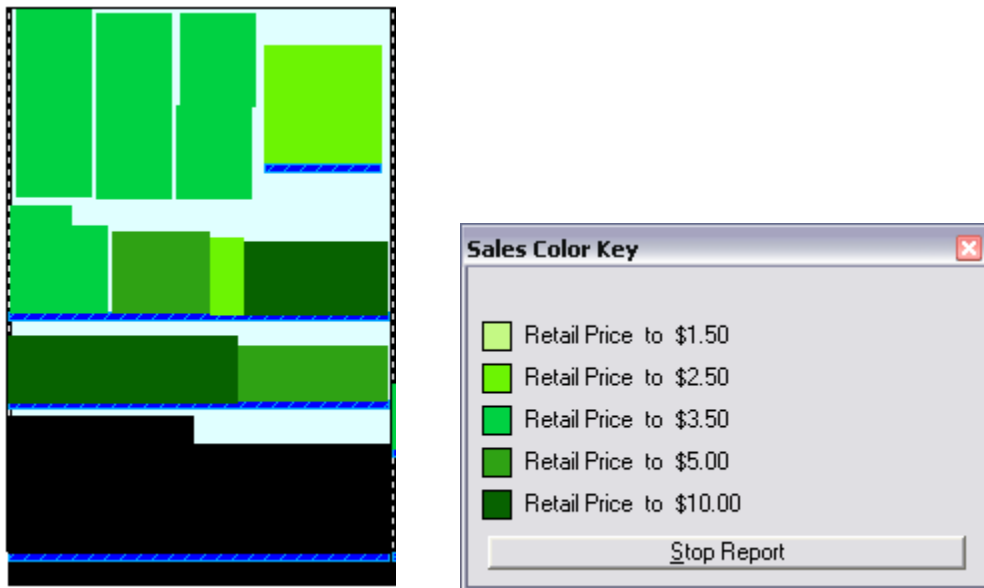 Sales Color Key
Retail Price to $1.50
Retail Price to $2.50
Retail Price to $3.50
Retail Price to $5.00
Retail Price to $10.00
Stop Report